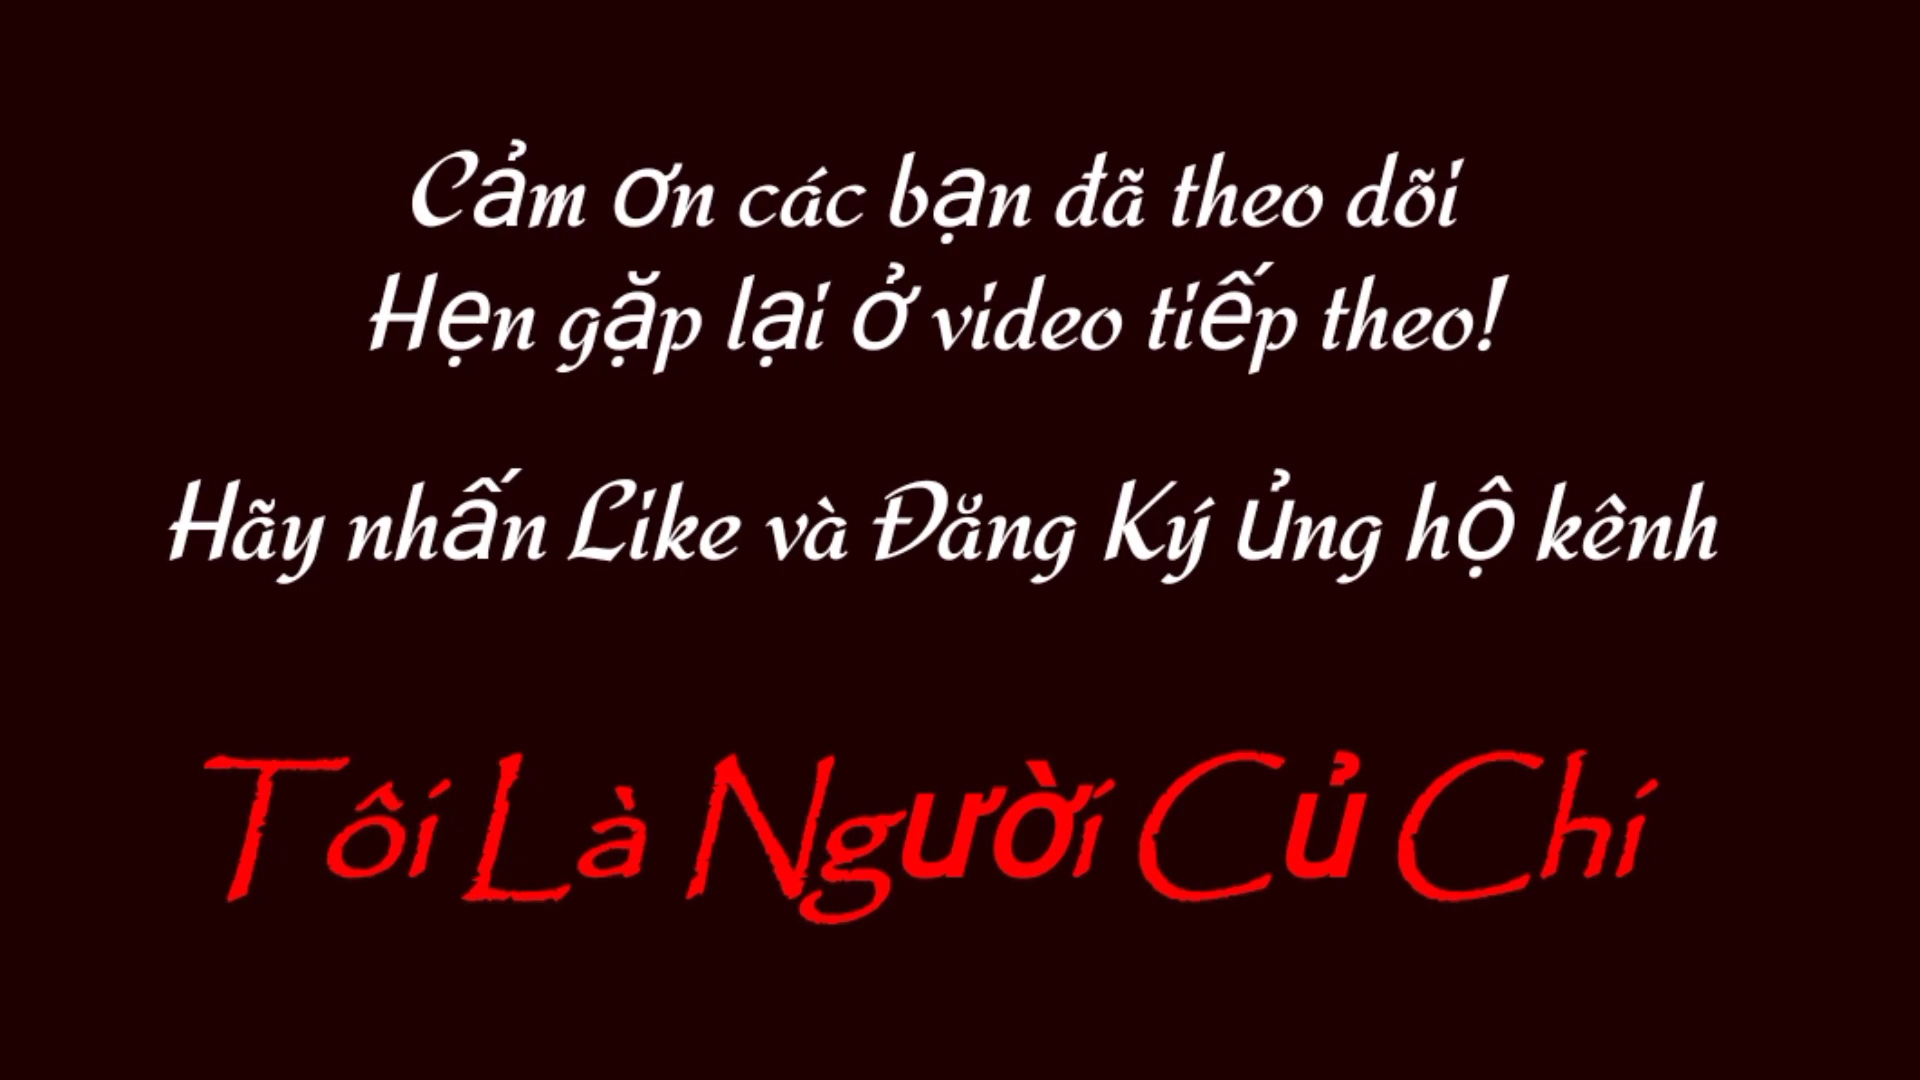 Cảm ơn các bạn đã theo dõi
Hẹn gặp lại ở video tiếp theo!
Hãy nhấn Like và Đăng Ký ủng hộ kênh
Tôi Là Người Củ Chi